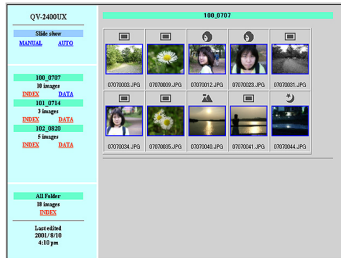 QV-2400UX
Slide show
MANUAL AUTO
100_0707
10 images
INDEX DATA
101_0714
3 images
INDEX DATA
102_0820
5 images
INDEX DATA
All Folder
18 images
INDEX
Last edited
2001/8/10
4:10 pm
100_0707
07070003.JPG 07070009.JPG 07070012.JPG 07070023.JPG 07070031.JPG
07070034.JPG 07070035.JPG 07070040.JPG 07070041.JPG 07070044.JPG